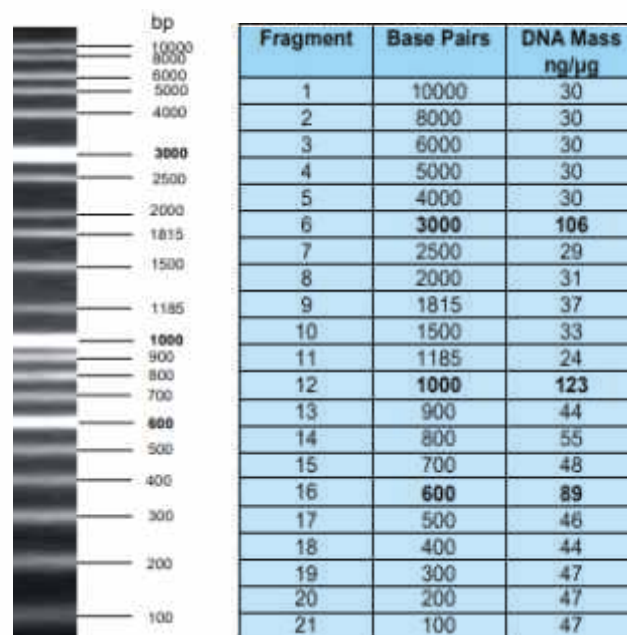 bp
10000
8000
6000
5000
4000
3000
2500
2000
1815
1500
1185
1000
900
800
700
600
500
400
300
200
100
Fragment Base Pairs DNA Mass
ng/µg
1 10000 30
2 8000 30
3 6000 30
4 5000 30
5 4000 30
6 3000 106
7 2500 29
8 2000 31
9 1815 37
10 1500 33
11 1185 24
12 1000 123
13 900 44
14 800 55
15 700 48
16 600 89
17 500 46
18 400 44
19 300 47
20 200 47
21 100 47